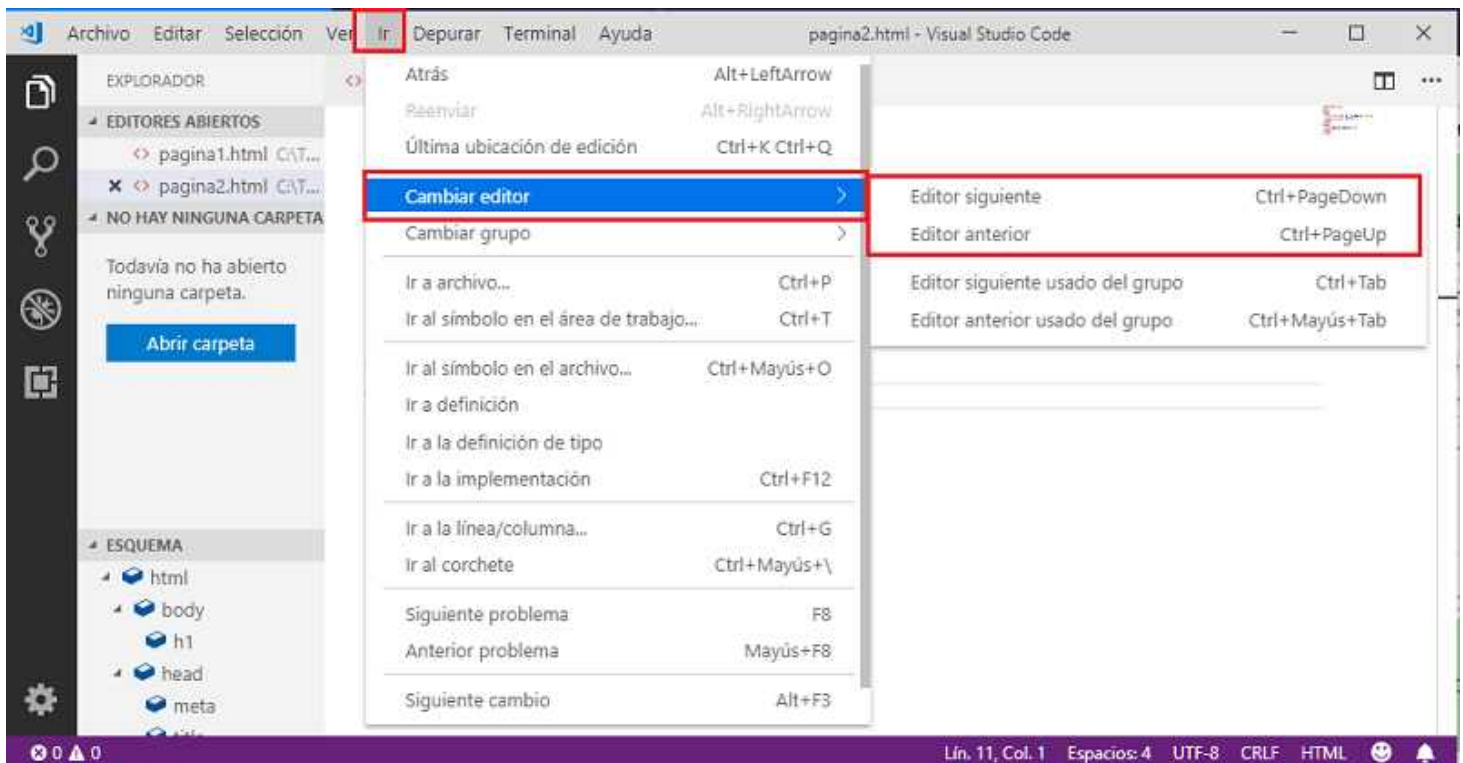 Archivo Editar Selección Ver Ir Depurar Terminal Ayuda pagina2.html - Visual Studio Code
EXPLORADOR
EDITORES ABIERTOS
pagina1.html C:\T...
pagina2.html C:\T...
NO HAY NINGUNA CARPETA
Todavía no ha abierto
ninguna carpeta.
Abrir carpeta
ESQUEMA
html
body
h1
head
meta
Atrás Alt+LeftArrow
Reenviar Alt+RightArrow
Última ubicación de edición Ctrl+K Ctrl+Q
Cambiar editor
Cambiar grupo
Ir a archivo... Ctrl+P
Ir al símbolo en el área de trabajo... Ctrl+T
Ir al símbolo en el archivo... Ctrl+Mayús+O
Ir a definición
Ir a la definición de tipo
Ir a la implementación Ctrl+F12
Ir a la línea/columna... Ctrl+G
Ir al corchete Ctrl+Mayús+\
Siguiente problema F8
Anterior problema Mayús+F8
Siguiente cambio Alt+F3
Editor siguiente Ctrl+PageDown
Editor anterior Ctrl+PageUp
Editor siguiente usado del grupo Ctrl+Tab
Editor anterior usado del grupo Ctrl+Mayús+Tab
0 0 Lín. 11, Col. 1 Espacios: 4 UTF-8 CRLF HTML